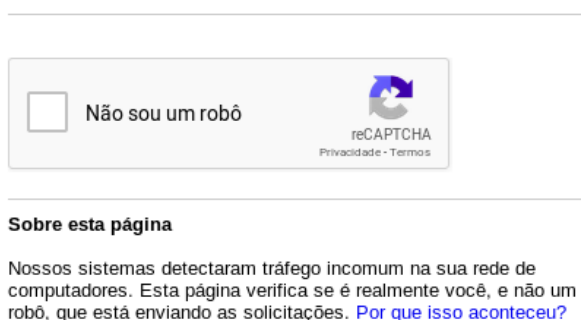 Não sou um robô
reCAPTCHA
Privacidade - Termos
Sobre esta página
Nossos sistemas detectaram tráfego incomum na sua rede de
computadores. Esta página verifica se é realmente você, e não um
robô, que está enviando as solicitações. Por que isso aconteceu?